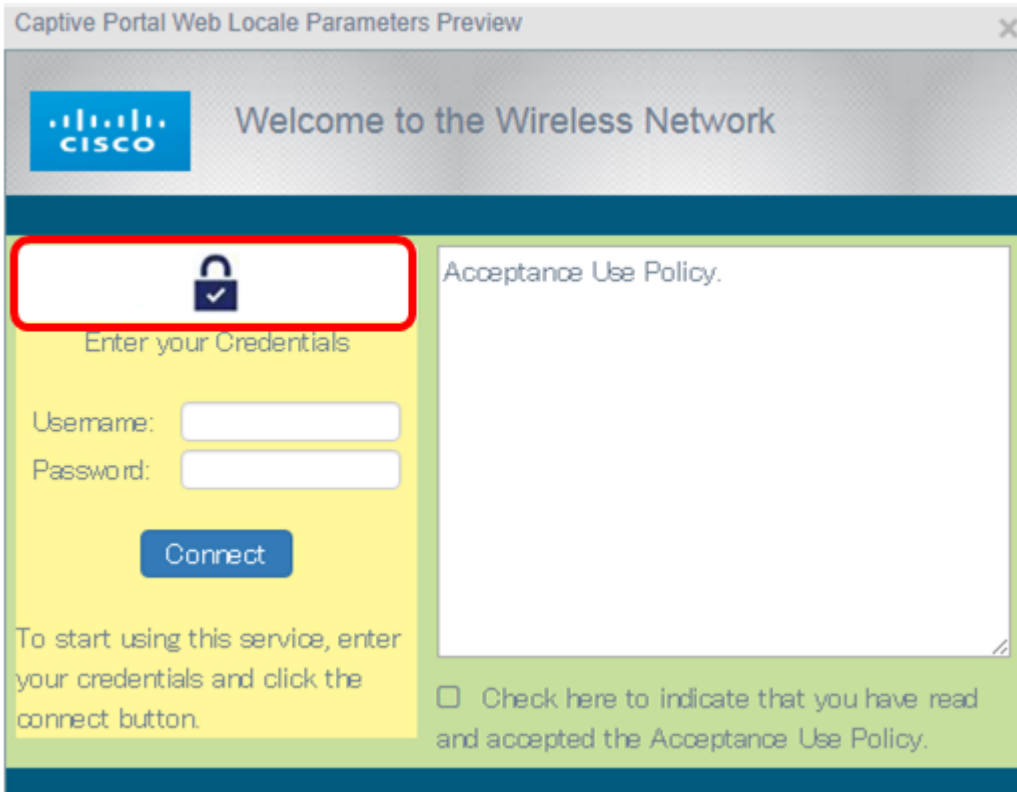 Captive Portal Web Locale Parameters Preview
CISCO
Welcome to the Wireless Network
Enter your Credentials
Username:
Password:
Connect
To start using this service, enter
your credentials and click the
connect button.
Acceptance Use Policy.
Check here to indicate that you have read
and accepted the Acceptance Use Policy.